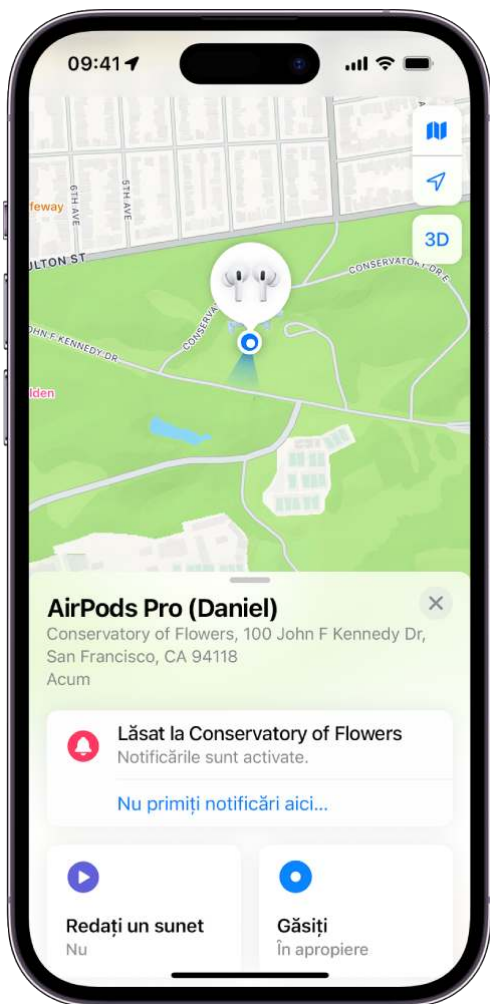 09:41
6TH AVE
5TH AVE
feway
3D
ULTON ST
CONSERVATORY DR E
CONSERVA
JOHN F KENNEDY DR
lden
AirPods Pro (Daniel)
Conservatory of Flowers, 100 John F Kennedy Dr,
San Francisco, CA 94118
Acum
Lăsat la Conservatory of Flowers
Notificările sunt activate.
Nu primiți notificări aici...
Redați un sunet
Nu
Găsiți
În apropiere